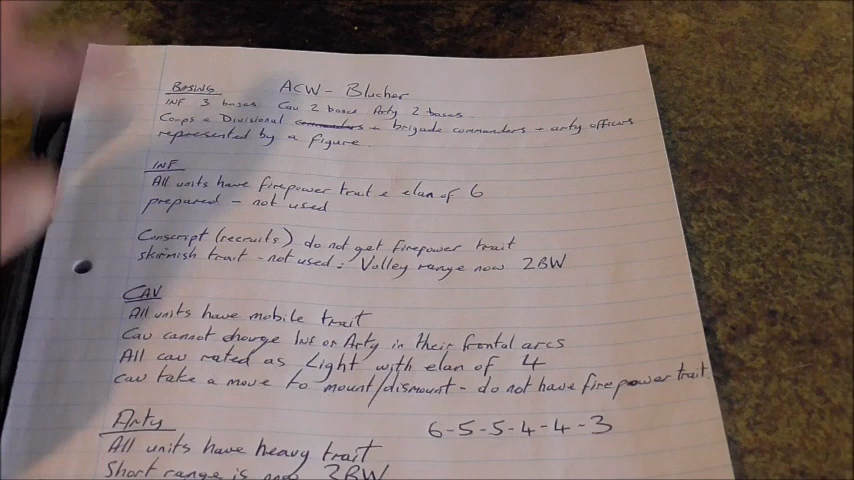 BASING ACW - Blucher
INF 3 bases Cav 2 bases Arty 2 bases
Corps & Divisional commanders + brigade commanders + arty officers
represented by a figure.
INF
All units have firepower trait & elan of 6
prepared - not used
Conscript (recruits) do not get firepower trait
skirmish trait - not used: Volley range now 2BW
CAV
All units have mobile trait
Cav cannot charge INF or Arty in their frontal arcs
All cav rated as Light with elan of 4
Cav take a move to mount/dismount - do not have firepower trait.
Arty 6-5-5-4-4-3
All units have heavy trait
Short range is now 3BW